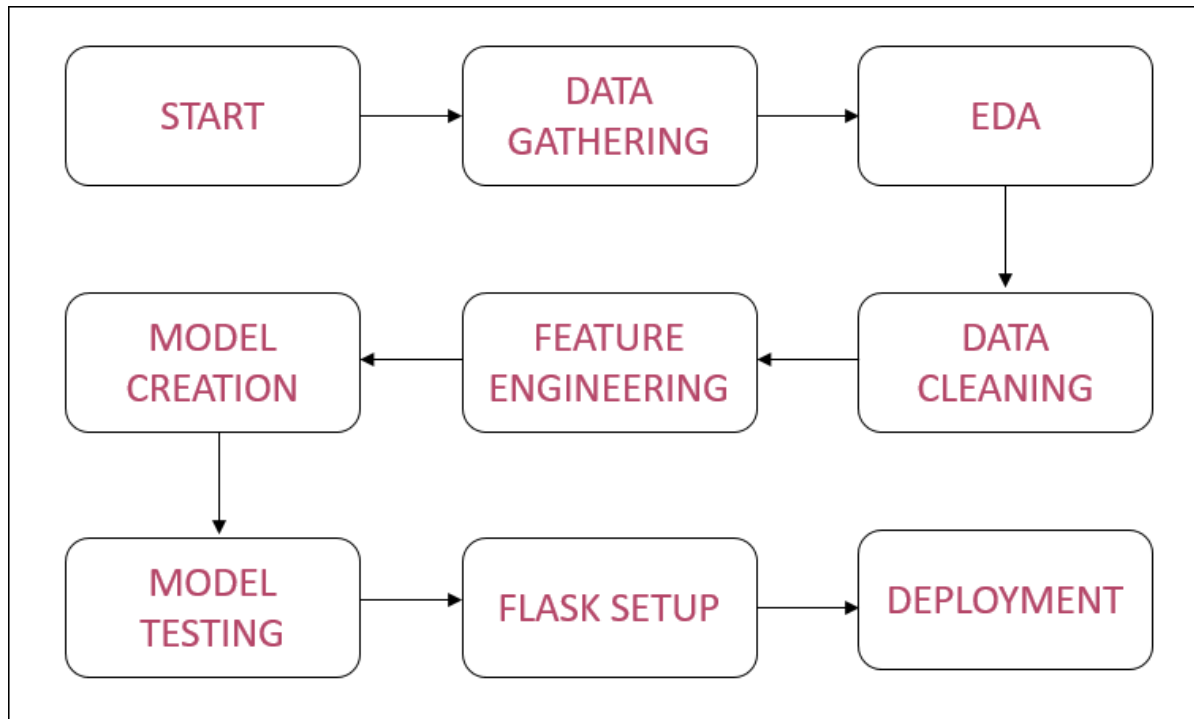 START
DATA
GATHERING
EDA
MODEL
CREATION
FEATURE
ENGINEERING
DATA
CLEANING
MODEL
TESTING
FLASK SETUP
DEPLOYMENT